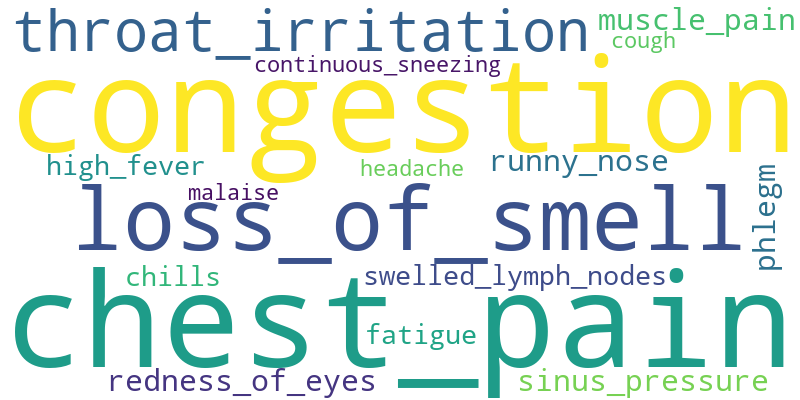 throat_irritation
muscle_pain
cough
continuous_sneezing
congestion
high_fever
headache
runny_nose
malaise
loss_of_smell
phlegm
chills
swelled_lymph_nodes
chest_pain
fatigue
redness_of_eyes
sinus_pressure